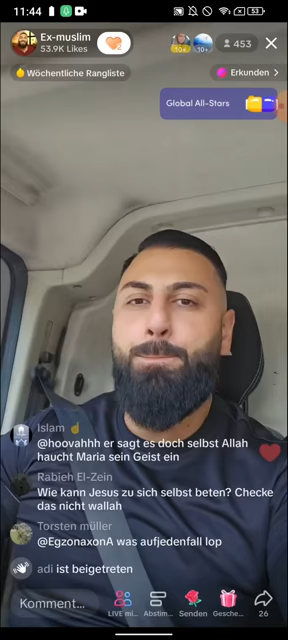 11:44
53
Ex-muslim
53.9K Likes
10+
10+
453
Wöchentliche Rangliste
Erkunden >
Global All-Stars
Islam ☝
@hoovahhh er sagt es doch selbst Allah
haucht Maria sein Geist ein
Rabieh El-Zein
Wie kann Jesus zu sich selbst beten? Checke
das nicht wallah
Torsten müller
@EgzonaxonA was aufjedenfall lop
adi ist beigetreten
Komment...
LIVE mi...
Abstim...
Senden
Gesche...
26